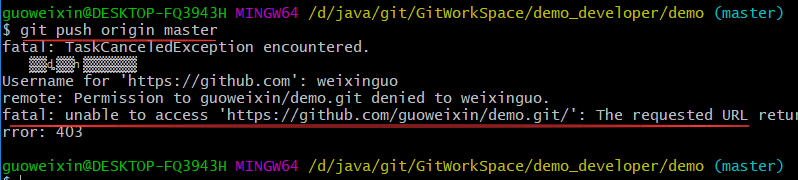 guoweixin@DESKTOP-FQ3943H MINGW64 /d/java/git/GitWorkSpace/demo_developer/demo (master)
$ git push origin master
fatal: TaskCanceledException encountered.
Username for 'https://github.com': weixinguo
remote: Permission to guoweixin/demo.git denied to weixinguo.
fatal: unable to access 'https://github.com/guoweixin/demo.git/': The requested URL retur
rror: 403
guoweixin@DESKTOP-FQ3943H MINGW64 /d/java/git/GitWorkSpace/demo_developer/demo (master)
$